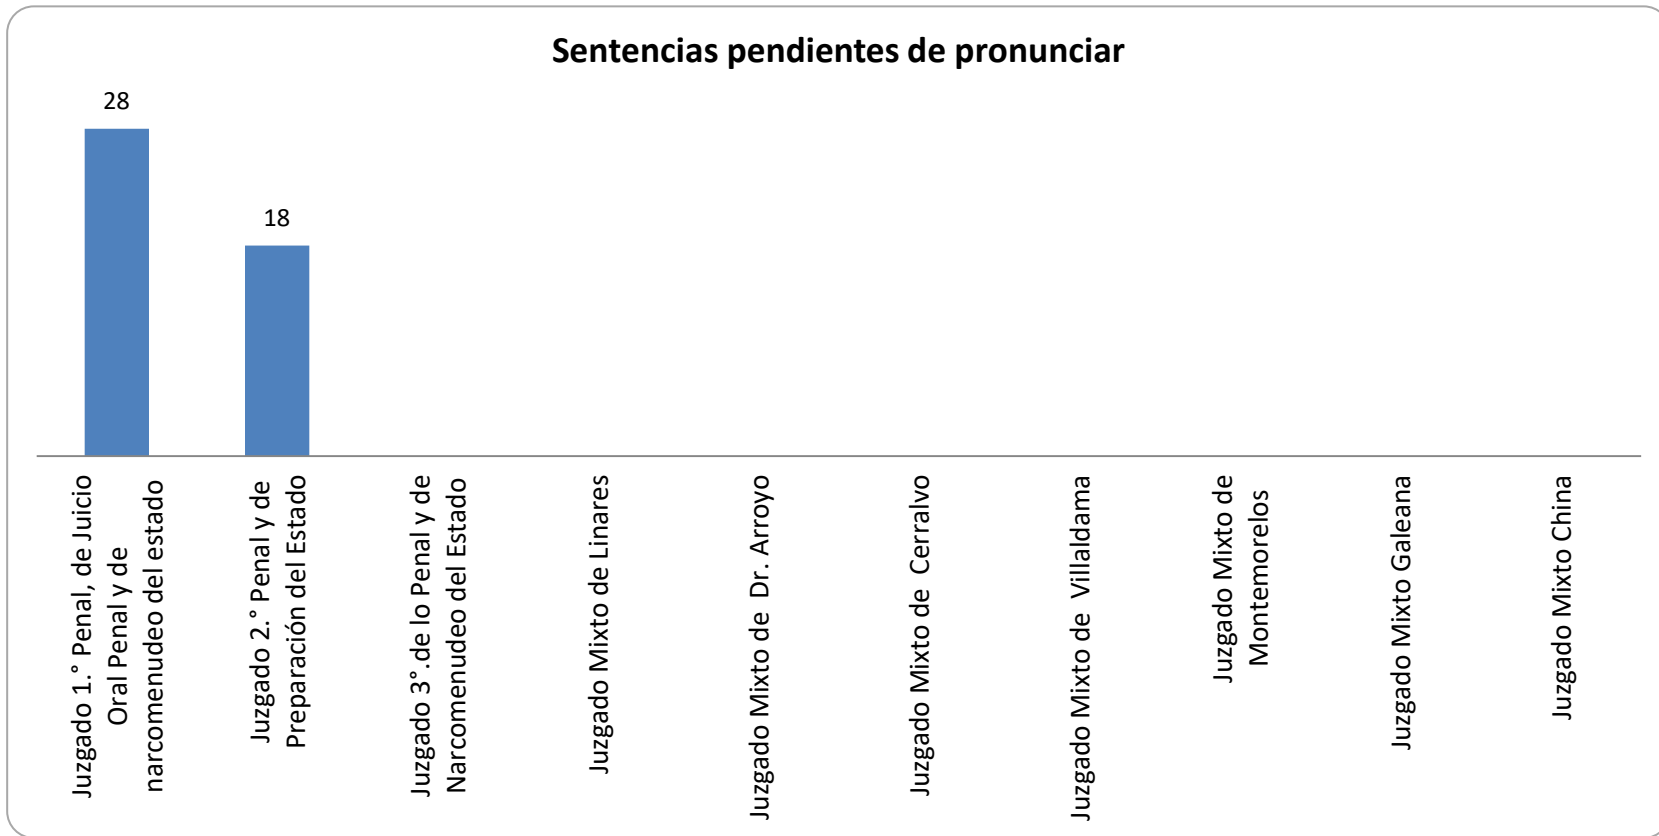 Sentencias pendientes de pronunciar
28
18
Juzgado 1.° Penal, de Juicio
Oral Penal y de
narcomenudeo del estado
Juzgado 2.° Penal y de
Preparación del Estado
Juzgado 3°.de lo Penal y de
Narcomenudeo del Estado
Juzgado Mixto de Linares
Juzgado Mixto de  Dr. Arroyo
Juzgado Mixto de  Cerralvo
Juzgado Mixto de  Villaldama
Juzgado Mixto de
Montemorelos
Juzgado Mixto Galeana
Juzgado Mixto China